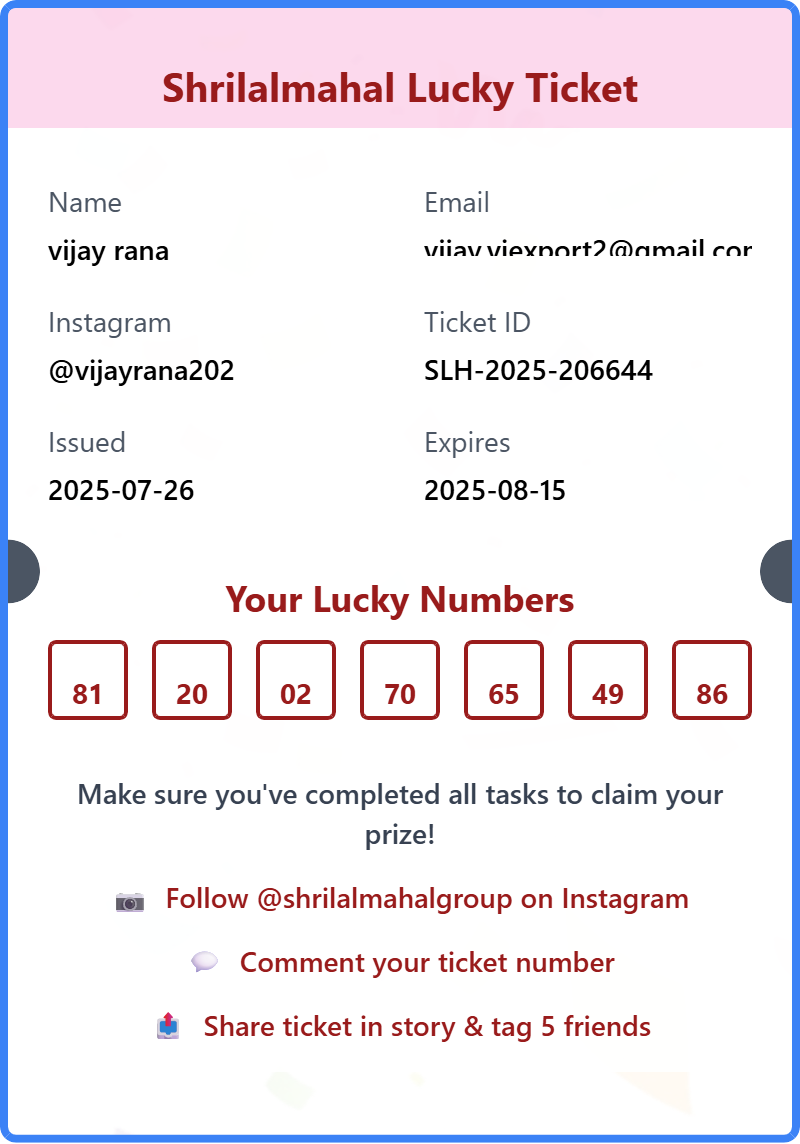 Shrilalmahal Lucky Ticket
Name
vijay rana
Email
vijay.vjexport2@gmail.cor
Instagram
@vijayrana202
Ticket ID
SLH-2025-206644
Issued
2025-07-26
Expires
2025-08-15
Your Lucky Numbers
81 20 02 70 65 49 86
Make sure you've completed all tasks to claim your
prize!
Follow @shrilalmahalgroup on Instagram
Comment your ticket number
Share ticket in story & tag 5 friends